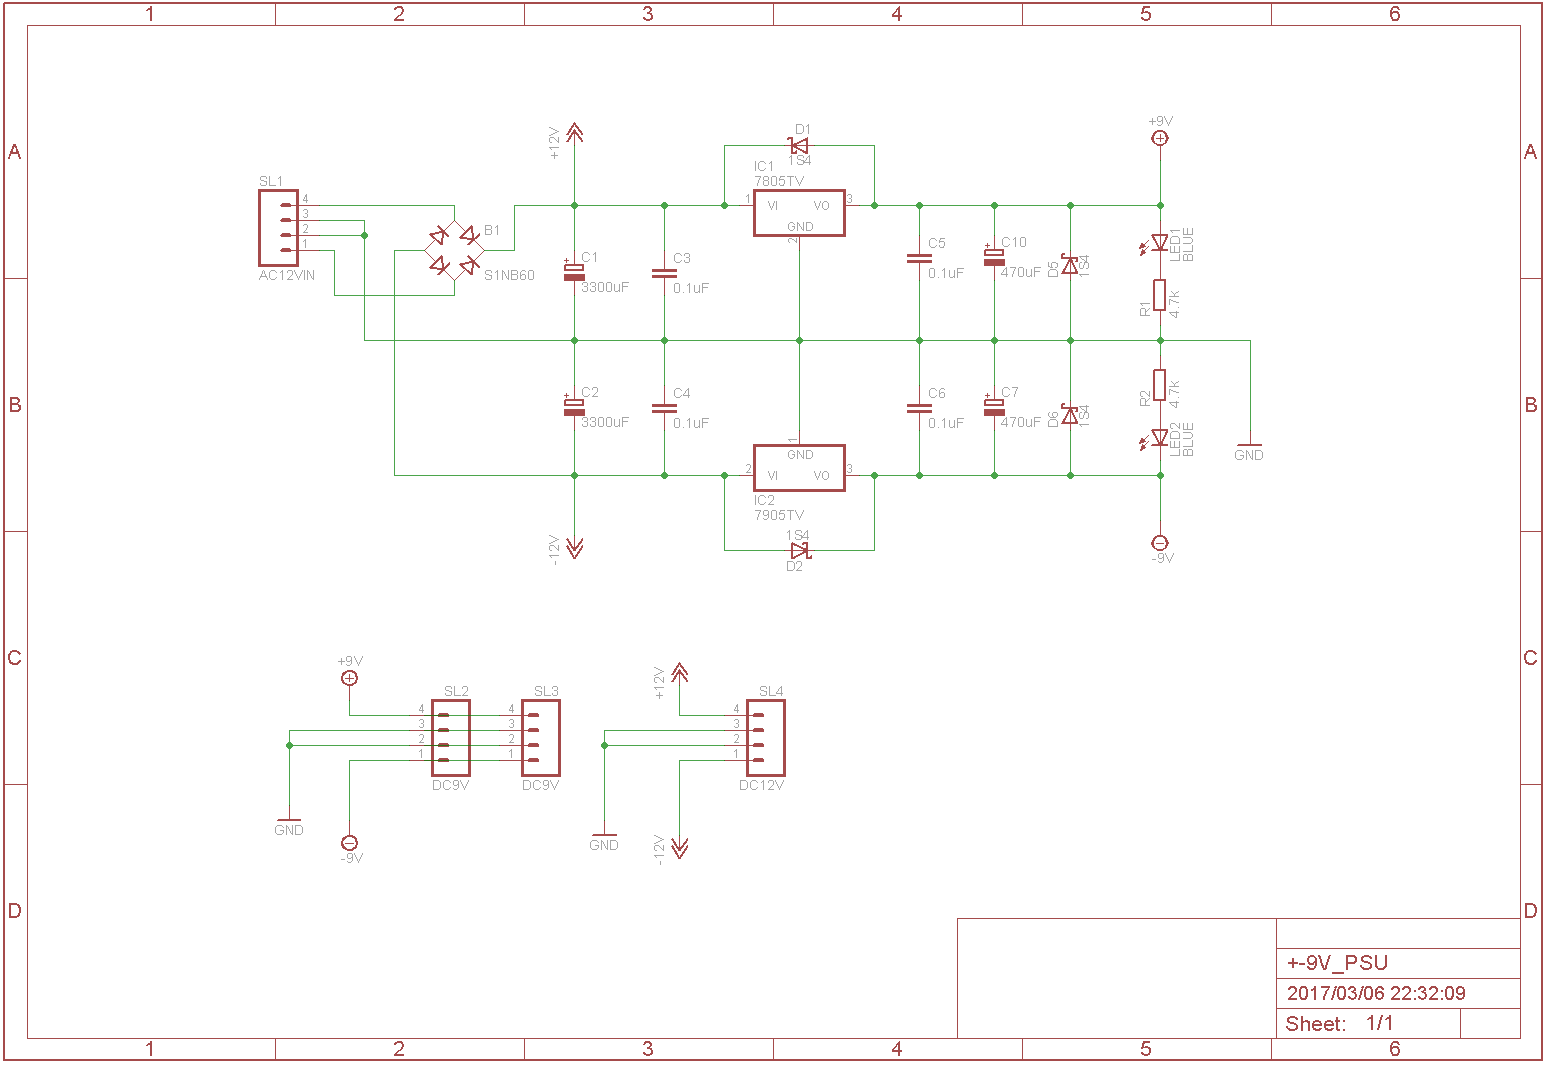 1 2 3 4 5 6
A A
B B
C C
D D
SL1
4
3
2
1
AC12VIN
B1
S1NB60
+12V
C1
3300uF
C3
0.1uF
D1
1S4
IC1
7805TV
1 VI VO 3
GND
2
C5
0.1uF
C10
470uF
D5
1S4
+9V
LED1
BLUE
R1
4.7k
C2
3300uF
C4
0.1uF
1
GND
2 VI VO 3
IC2
7905TV
1S4
D2
C6
0.1uF
C7
470uF
D6
1S4
R2
4.7k
LED2
BLUE
GND
-12V
-9V
+9V
SL2
4
3
2
1
DC9V
SL3
4
3
2
1
DC9V
GND
-9V
+12V
SL4
4
3
2
1
DC12V
GND
-12V
+-9V_PSU
2017/03/06 22:32:09
Sheet: 1/1
1 2 3 4 5 6